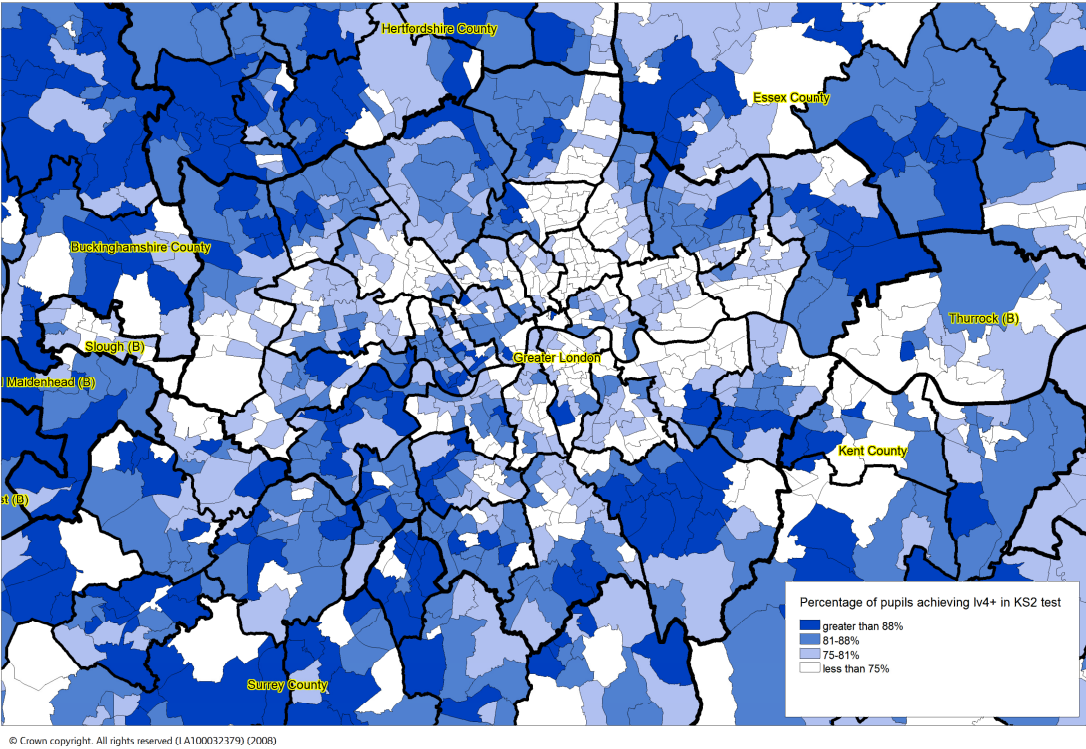 Hertfordshire County
Essex County
Buckinghamshire County
Thurrock (B)
Slough (B)
Greater London
l Maidenhead (B)
Kent County
st (B)
Surrey County
Percentage of pupils achieving lv4+ in KS2 test
greater than 88%
81-88%
75-81%
less than 75%
© Crown copyright. All rights reserved (LA100032379) (2008)